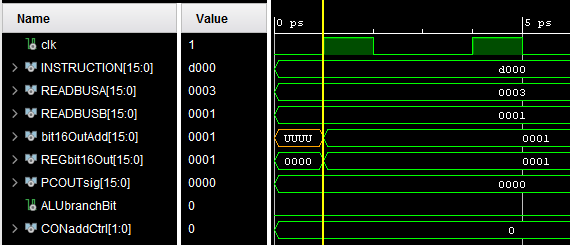 Name Value 0 ps 5 ps
clk 1
INSTRUCTION[15:0] d000 d000
READBUSA[15:0] 0003 0003
READBUSB[15:0] 0001 0001
bit16OutAdd[15:0] 0001 UUUU 0001
REGbit16Out[15:0] 0001 0000 0001
PCOUTsig[15:0] 0000 0000
ALUbranchBit 0
CONaddCtrl[1:0] 0 0